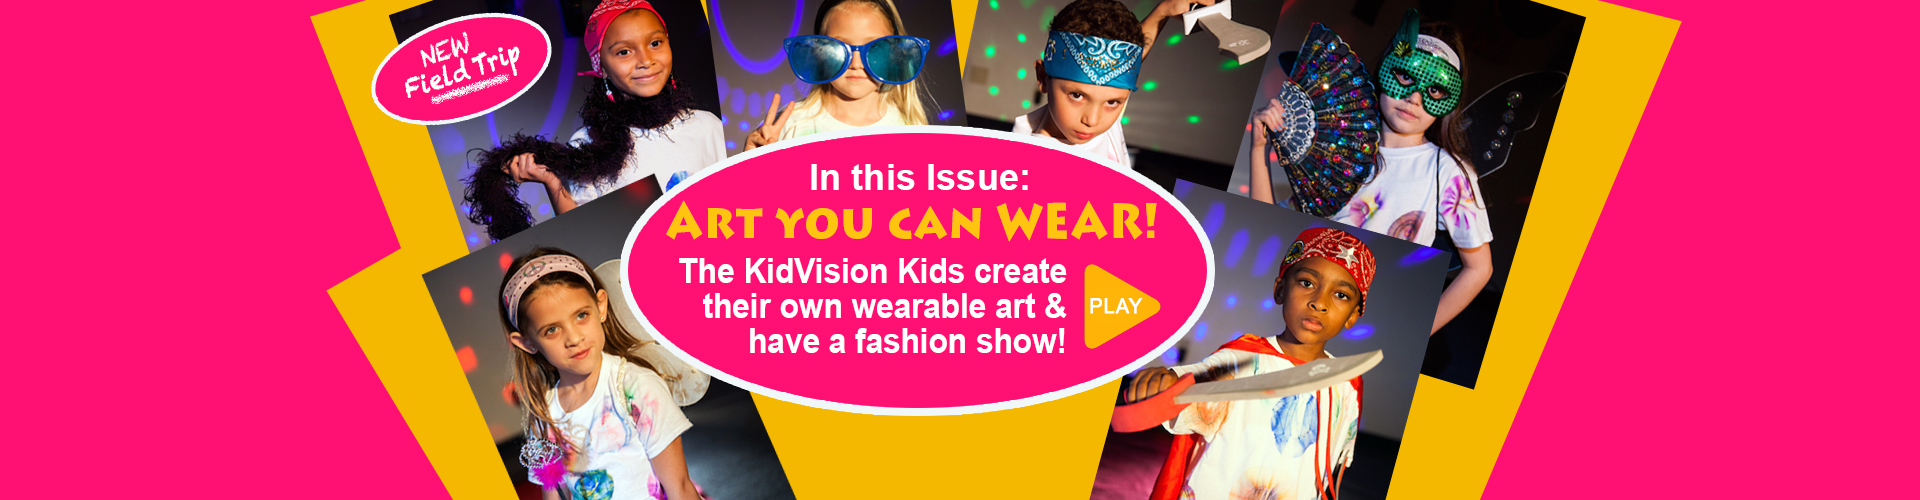 NEW
Field Trip
In this Issue:
ART YOU CAN WEAR!
The KidVision Kids create
their own wearable art &
have a fashion show!
PLAY